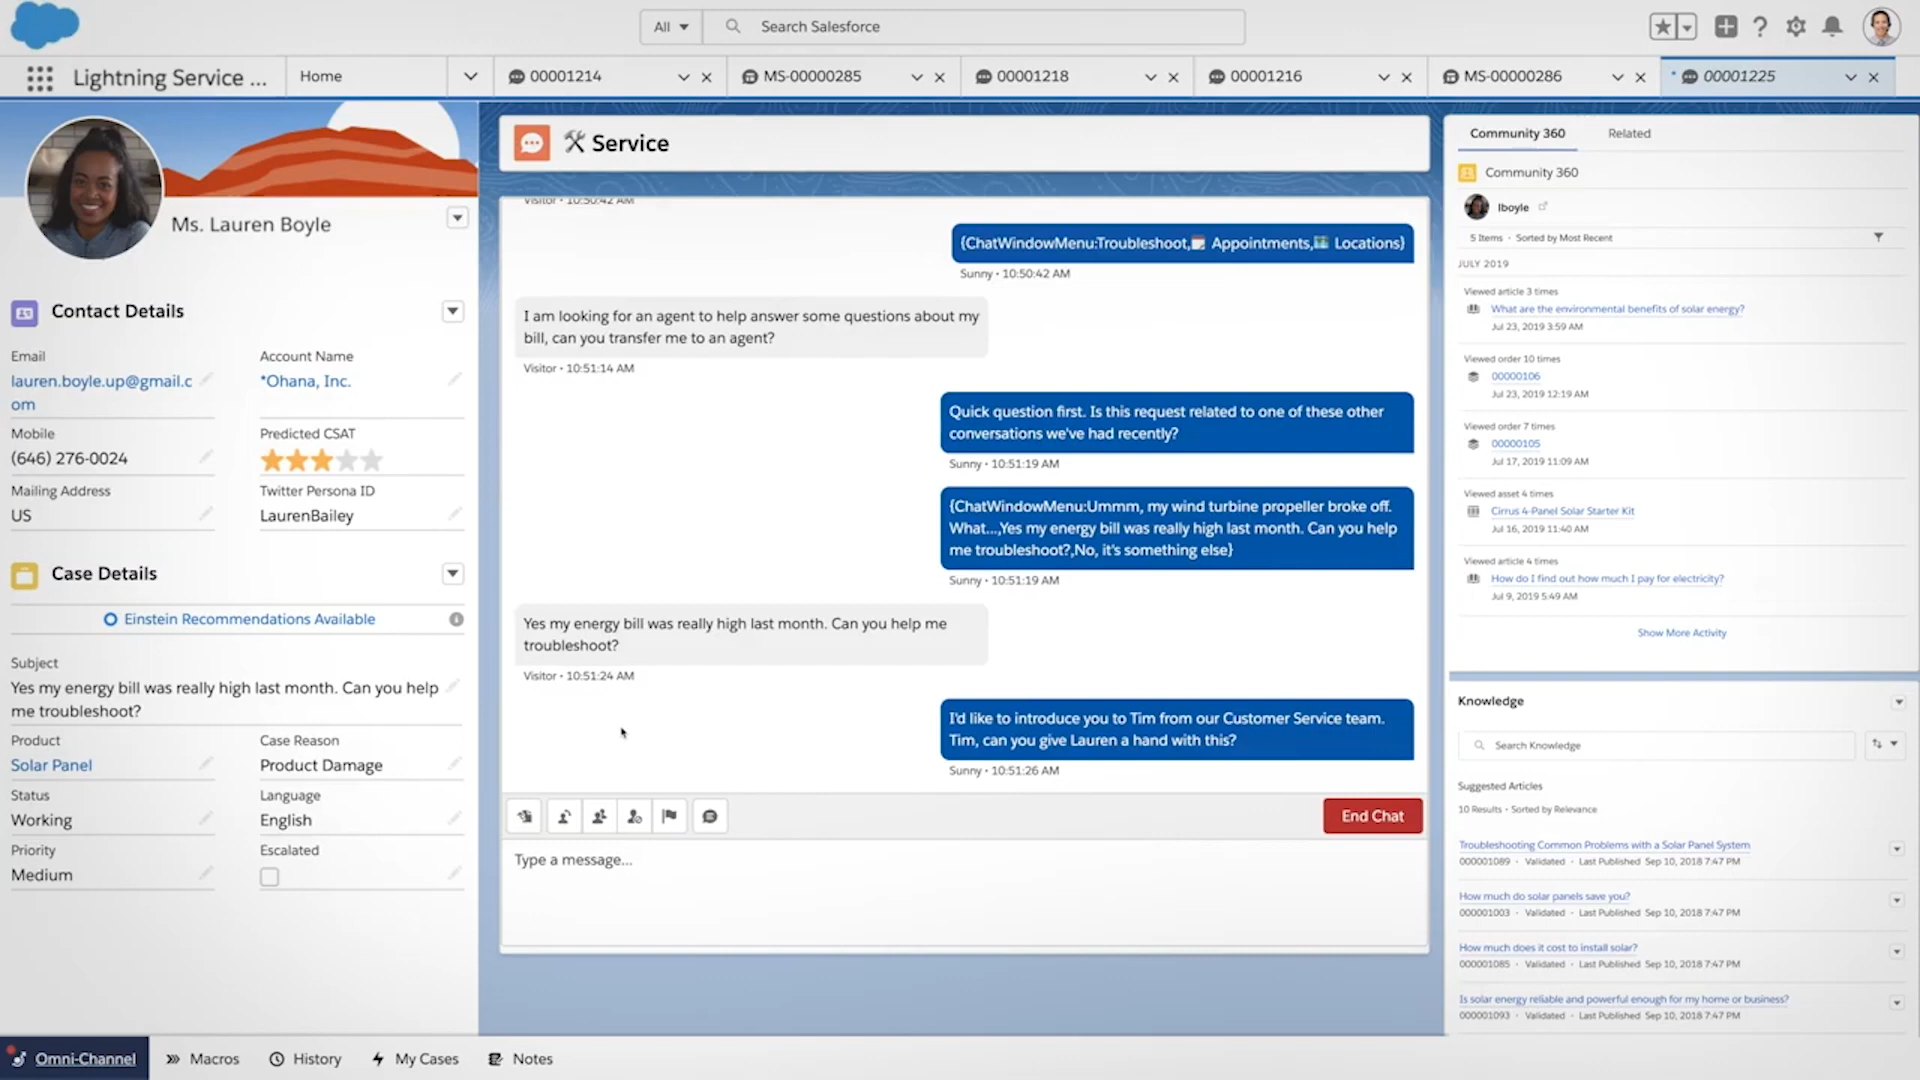 All
Search Salesforce
Lightning Service ...
Home
00001214
MS-00000285
00001218
00001216
MS-00000286
* 00001225
Ms. Lauren Boyle
Contact Details
Email
lauren.boyle.up@gmail.c
om
Account Name
*Ohana, Inc.
Mobile
(646) 276-0024
Predicted CSAT
Mailing Address
US
Twitter Persona ID
LaurenBailey
Case Details
Einstein Recommendations Available
Subject
Yes my energy bill was really high last month. Can you help
me troubleshoot?
Product
Solar Panel
Case Reason
Product Damage
Status
Working
Language
English
Priority
Medium
Escalated
Service
Visitor • 10:50:42 AM
{ChatWindowMenu:Troubleshoot, Appointments, Locations}
Sunny • 10:50:42 AM
I am looking for an agent to help answer some questions about my
bill, can you transfer me to an agent?
Visitor • 10:51:14 AM
Quick question first. Is this request related to one of these other
conversations we've had recently?
Sunny • 10:51:19 AM
{ChatWindowMenu:Ummm, my wind turbine propeller broke off.
What...,Yes my energy bill was really high last month. Can you help
me troubleshoot?,No, it's something else}
Sunny • 10:51:19 AM
Yes my energy bill was really high last month. Can you help me
troubleshoot?
Visitor • 10:51:24 AM
I'd like to introduce you to Tim from our Customer Service team.
Tim, can you give Lauren a hand with this?
Sunny • 10:51:26 AM
End Chat
Type a message...
Community 360
Related
Community 360
lboyle
5 Items • Sorted by Most Recent
JULY 2019
Viewed article 3 times
What are the environmental benefits of solar energy?
Jul 23, 2019 3:59 AM
Viewed order 10 times
00000106
Jul 23, 2019 12:19 AM
Viewed order 7 times
00000105
Jul 17, 2019 11:09 AM
Viewed asset 4 times
Cirrus 4-Panel Solar Starter Kit
Jul 16, 2019 11:40 AM
Viewed article 4 times
How do I find out how much I pay for electricity?
Jul 9, 2019 5:49 AM
Show More Activity
Knowledge
Search Knowledge
Suggested Articles
10 Results • Sorted by Relevance
Troubleshooting Common Problems with a Solar Panel System
000001089 • Validated • Last Published Sep 10, 2018 7:47 PM
How much do solar panels save you?
000001003 • Validated • Last Published Sep 10, 2018 7:47 PM
How much does it cost to install solar?
000001085 • Validated • Last Published Sep 10, 2018 7:47 PM
Is solar energy reliable and powerful enough for my home or business?
000001093 • Validated • Last Published Sep 10, 2018 7:47 PM
Omni-Channel
Macros
History
My Cases
Notes